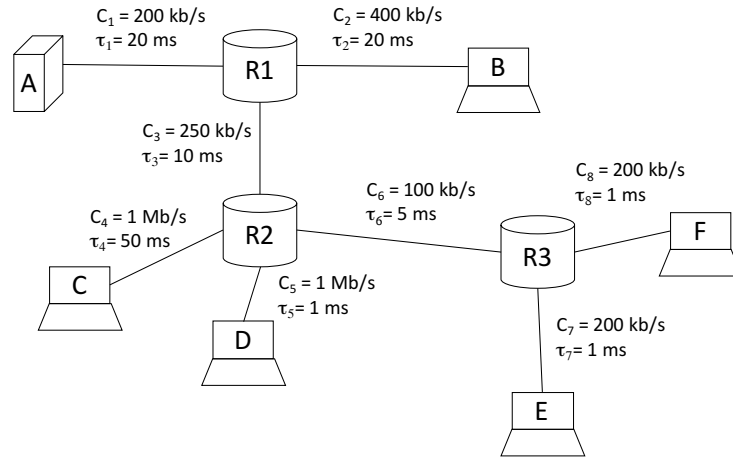 C₁ = 200 kb/s
τ₁= 20 ms
C₂ = 400 kb/s
τ₂= 20 ms
A
R1
B
C₃ = 250 kb/s
τ₃= 10 ms
C₄ = 1 Mb/s
τ₄= 50 ms
R2
C₆ = 100 kb/s
τ₆= 5 ms
C₈ = 200 kb/s
τ₈= 1 ms
R3
F
C
C₅ = 1 Mb/s
τ₅= 1 ms
D
C₇ = 200 kb/s
τ₇= 1 ms
E